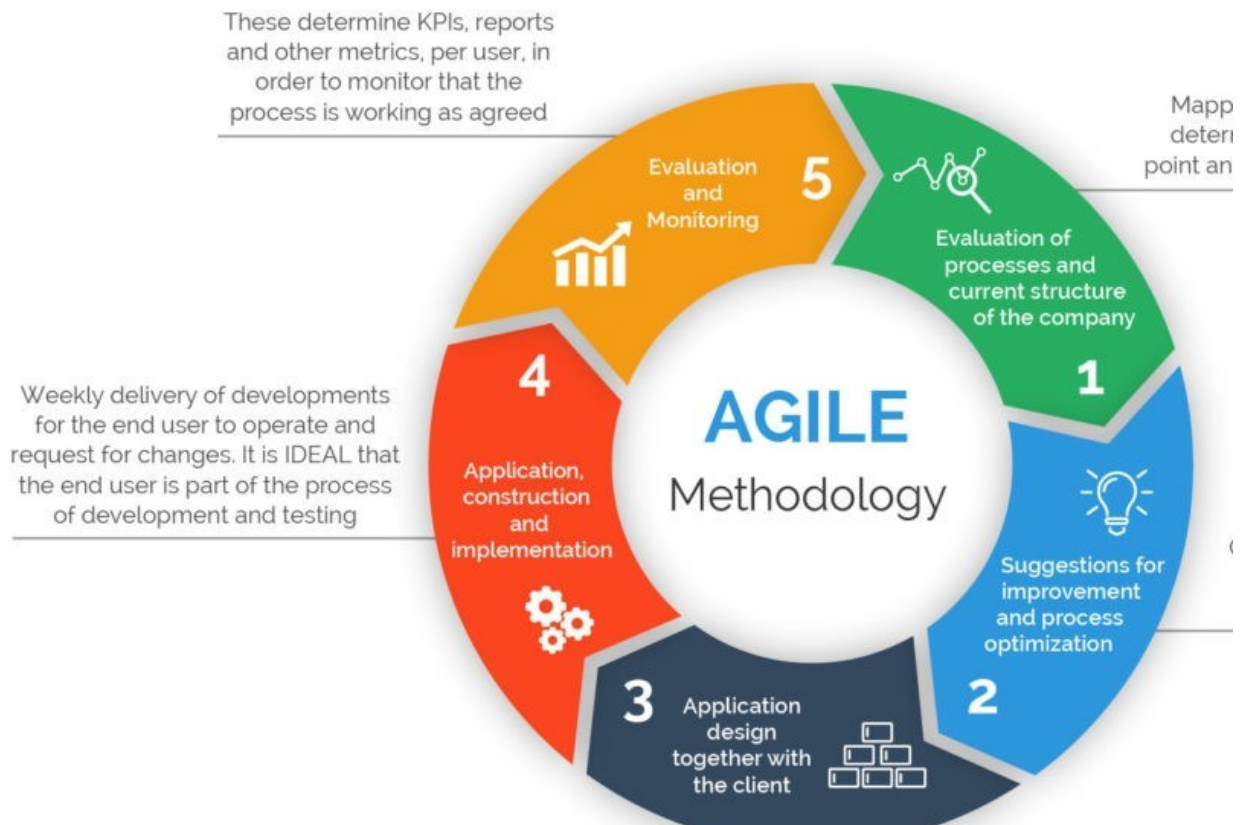 These determine KPIs, reports
and other metrics, per user, in
order to monitor that the
process is working as agreed
Evaluation
and
Monitoring
5
Evaluation of
processes and
current structure
of the company
1
point
AGILE
Methodology
Weekly delivery of developments
for the end user to operate and
request for changes. It is IDEAL that
the end user is part of the process
of development and testing
4
Application,
construction
and
implementation
Suggestions for
improvement
and process
optimization
2
3
Application
design
together with
the client